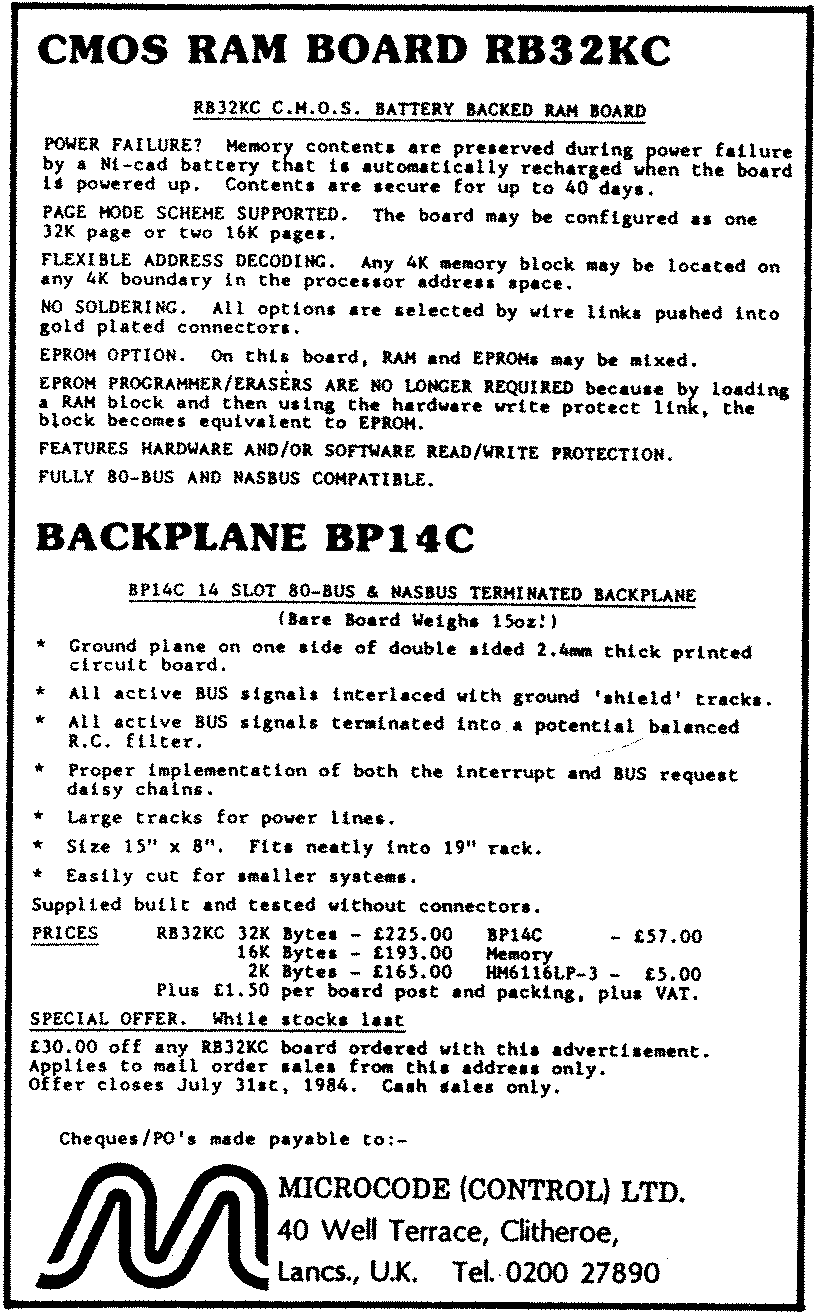 CMOS RAM BOARD RB32KC
RB32KC C.M.O.S. BATTERY BACKED RAM BOARD
POWER FAILURE? Memory contents are preserved during power failure
by a Ni-cad battery that is automatically recharged when the board
is powered up. Contents are secure for up to 40 days.
PAGE MODE SCHEME SUPPORTED. The board may be configured as one
32K page or two 16K pages.
FLEXIBLE ADDRESS DECODING. Any 4K memory block may be located on
any 4K boundary in the processor address space.
NO SOLDERING. All options are selected by wire links pushed into
gold plated connectors.
EPROM OPTION. On this board, RAM and EPROMs may be mixed.
EPROM PROGRAMMER/ERASERS ARE NO LONGER REQUIRED because by loading
a RAM block and then using the hardware write protect link, the
block becomes equivalent to EPROM.
FEATURES HARDWARE AND/OR SOFTWARE READ/WRITE PROTECTION.
FULLY 80-BUS AND NASBUS COMPATIBLE.
BACKPLANE BP14C
BP14C 14 SLOT 80-BUS & NASBUS TERMINATED BACKPLANE
(Bare Board Weighs 15oz!)
* Ground plane on one side of double sided 2.4mm thick printed
circuit board.
* All active BUS signals interlaced with ground 'shield' tracks.
* All active BUS signals terminated into a potential balanced
R.C. filter.
* Proper implementation of both the interrupt and BUS request
daisy chains.
* Large tracks for power lines.
* Size 15" x 8". Fits neatly into 19" rack.
* Easily cut for smaller systems.
Supplied built and tested without connectors.
PRICES RB32KC 32K Bytes - £225.00 BP14C - £57.00
16K Bytes - £193.00 Memory
2K Bytes - £165.00 HM6116LP-3 - £5.00
Plus £1.50 per board post and packing, plus VAT.
SPECIAL OFFER. While stocks last
£30.00 off any RB32KC board ordered with this advertisement.
Applies to mail order sales from this address only.
Offer closes July 31st, 1984. Cash sales only.
Cheques/PO's made payable to:-
MICROCODE (CONTROL) LTD.
40 Well Terrace, Clitheroe,
Lancs., U.K. Tel. 0200 27890